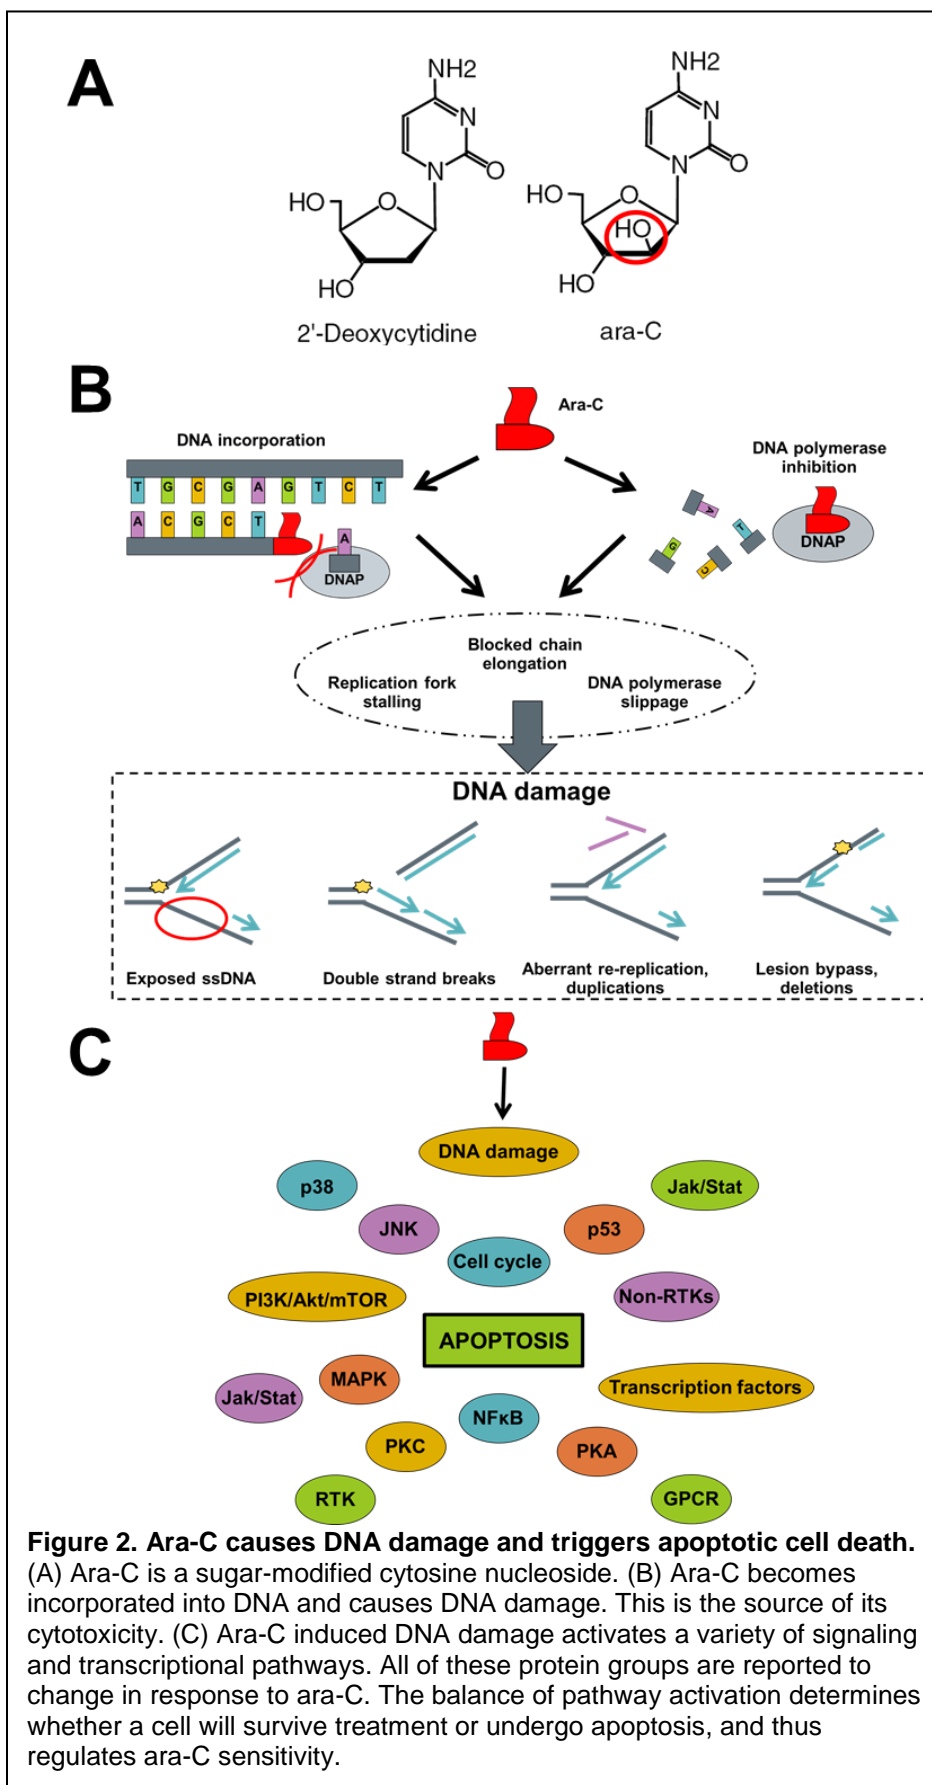 A
NH2
N
N
O
HO
O
HO
2'-Deoxycytidine
NH2
N
N
O
HO
O
HO
HO
ara-C
B
Ara-C
DNA incorporation
T G C G A G T C T
A C G C T
A
DNAP
DNA polymerase
inhibition
A
T
G
C
DNAP
Blocked chain
elongation
Replication fork
stalling
DNA polymerase
slippage
DNA damage
Exposed ssDNA
Double strand breaks
Aberrant re-replication,
duplications
Lesion bypass,
deletions
C
DNA damage
p38
Jak/Stat
JNK
p53
Cell cycle
PI3K/Akt/mTOR
Non-RTKs
APOPTOSIS
MAPK
Transcription factors
Jak/Stat
NFκB
PKC
PKA
RTK
GPCR
Figure 2. Ara-C causes DNA damage and triggers apoptotic cell death.
(A) Ara-C is a sugar-modified cytosine nucleoside. (B) Ara-C becomes
incorporated into DNA and causes DNA damage. This is the source of its
cytotoxicity. (C) Ara-C induced DNA damage activates a variety of signaling
and transcriptional pathways. All of these protein groups are reported to
change in response to ara-C. The balance of pathway activation determines
whether a cell will survive treatment or undergo apoptosis, and thus
regulates ara-C sensitivity.